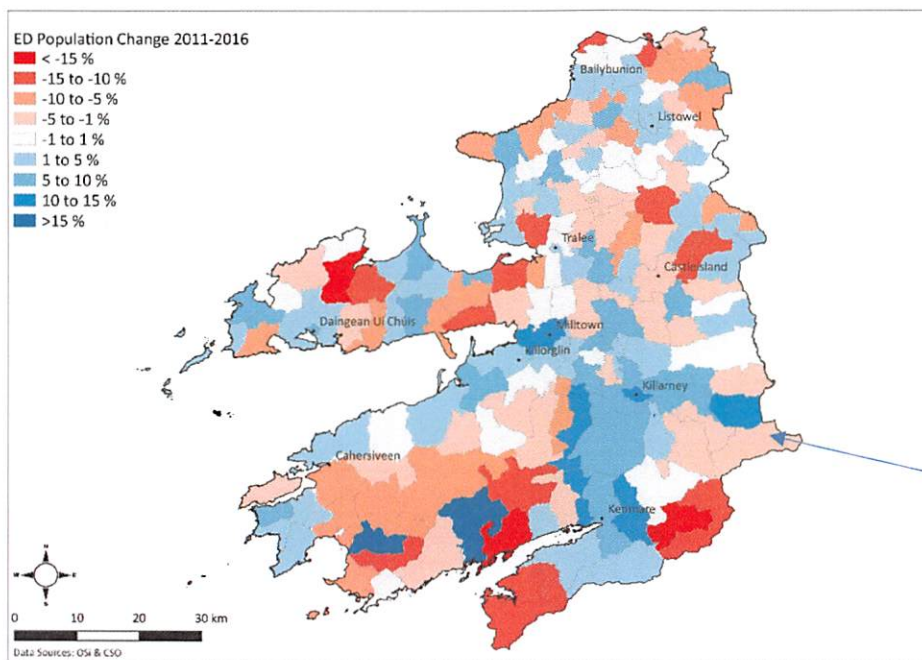 ED Population Change 2011-2016
< -15 %
-15 to -10 %
-10 to -5 %
-5 to -1 %
-1 to 1 %
1 to 5 %
5 to 10 %
10 to 15 %
>15 %
Ballybunion
Listowel
Tralee
Castleisland
Daingean Uí Chúis
Milltown
Killorglin
Killarney
Cahersiveen
Kenmare
N
W
E
S
0 10 20 30 km
Data Sources: OSi & CSO